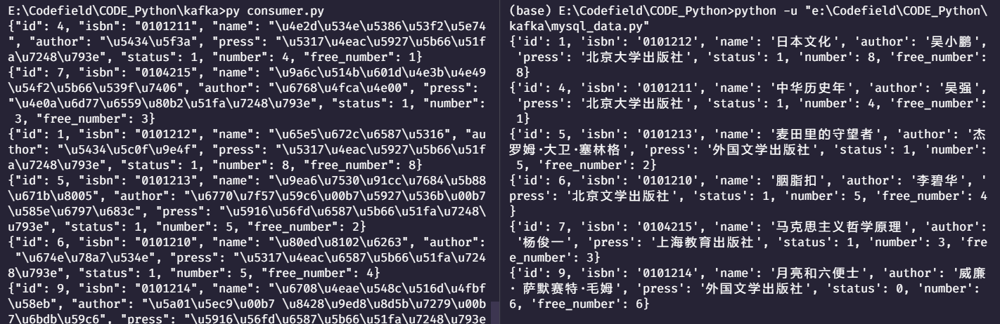 E:\Codefield\CODE_Python\kafka>py consumer.py
{"id": 4, "isbn": "0101211", "name": "\u4e2d\u534e\u5386\u53f2\u5e74
", "author": "\u5434\u5f3a", "press": "\u5317\u4eac\u5927\u5b66\u51f
a\u7248\u793e", "status": 1, "number": 4, "free_number": 1}
{"id": 7, "isbn": "0104215", "name": "\u9a6c\u514b\u601d\u4e3b\u4e49
\u54f2\u5b66\u539f\u7406", "author": "\u6768\u4fca\u4e00", "press":
"\u4e0a\u6d77\u6559\u80b2\u51fa\u7248\u793e", "status": 1, "number":
3, "free_number": 3}
{"id": 1, "isbn": "0101212", "name": "\u65e5\u672c\u6587\u5316", "au
thor": "\u5434\u5c0f\u9e4f", "press": "\u5317\u4eac\u5927\u5b66\u51f
a\u7248\u793e", "status": 1, "number": 8, "free_number": 8}
{"id": 5, "isbn": "0101213", "name": "\u9ea6\u7530\u91cc\u7684\u5b88
\u671b\u8005", "author": "\u6770\u7f57\u59c6\u00b7\u5927\u536b\u00b7
\u585e\u6797\u683c", "press": "\u5916\u56fd\u6587\u5b66\u51fa\u7248\
u793e", "status": 1, "number": 5, "free_number": 2}
{"id": 6, "isbn": "0101210", "name": "\u80ed\u8102\u6263", "author":
"\u674e\u78a7\u534e", "press": "\u5317\u4eac\u6587\u5b66\u51fa\u724
8\u793e", "status": 1, "number": 5, "free_number": 4}
{"id": 9, "isbn": "0101214", "name": "\u6708\u4eae\u548c\u516d\u4fbf
\u58eb", "author": "\u5a01\u5ec9\u00b7 \u8428\u9ed8\u8d5b\u7279\u00b
7\u6bdb\u59c6", "press": "\u5916\u56fd\u6587\u5b66\u51fa\u7248\u793e
(base) E:\Codefield\CODE_Python>python -u "e:\Codefield\CODE_Python\
kafka\mysql_data.py"
{'id': 1, 'isbn': '0101212', 'name': '日本文化', 'author': '吴小鹏',
'press': '北京大学出版社', 'status': 1, 'number': 8, 'free_number':
8}
{'id': 4, 'isbn': '0101211', 'name': '中华历史年', 'author': '吴强',
'press': '北京大学出版社', 'status': 1, 'number': 4, 'free_number':
1}
{'id': 5, 'isbn': '0101213', 'name': '麦田里的守望者', 'author': '杰
罗姆·大卫·塞林格', 'press': '外国文学出版社', 'status': 1, 'number':
5, 'free_number': 2}
{'id': 6, 'isbn': '0101210', 'name': '胭脂扣', 'author': '李碧华', '
press': '北京文学出版社', 'status': 1, 'number': 5, 'free_number': 4
}
{'id': 7, 'isbn': '0104215', 'name': '马克思主义哲学原理', 'author':
'杨俊一', 'press': '上海教育出版社', 'status': 1, 'number': 3, 'fre
e_number': 3}
{'id': 9, 'isbn': '0101214', 'name': '月亮和六便士', 'author': '威廉
· 萨默赛特·毛姆', 'press': '外国文学出版社', 'status': 0, 'number':
6, 'free_number': 6}